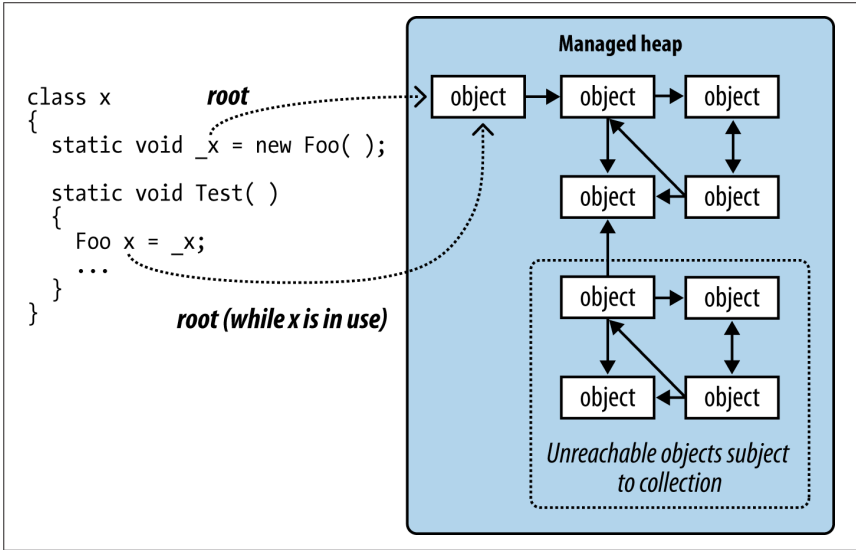 Managed heap
class x
{
static void _x = new Foo( );
static void Test( )
{
Foo x = _x;
...
}
}
root
root (while x is in use)
object object object
object object
object object
object object
Unreachable objects subject
to collection